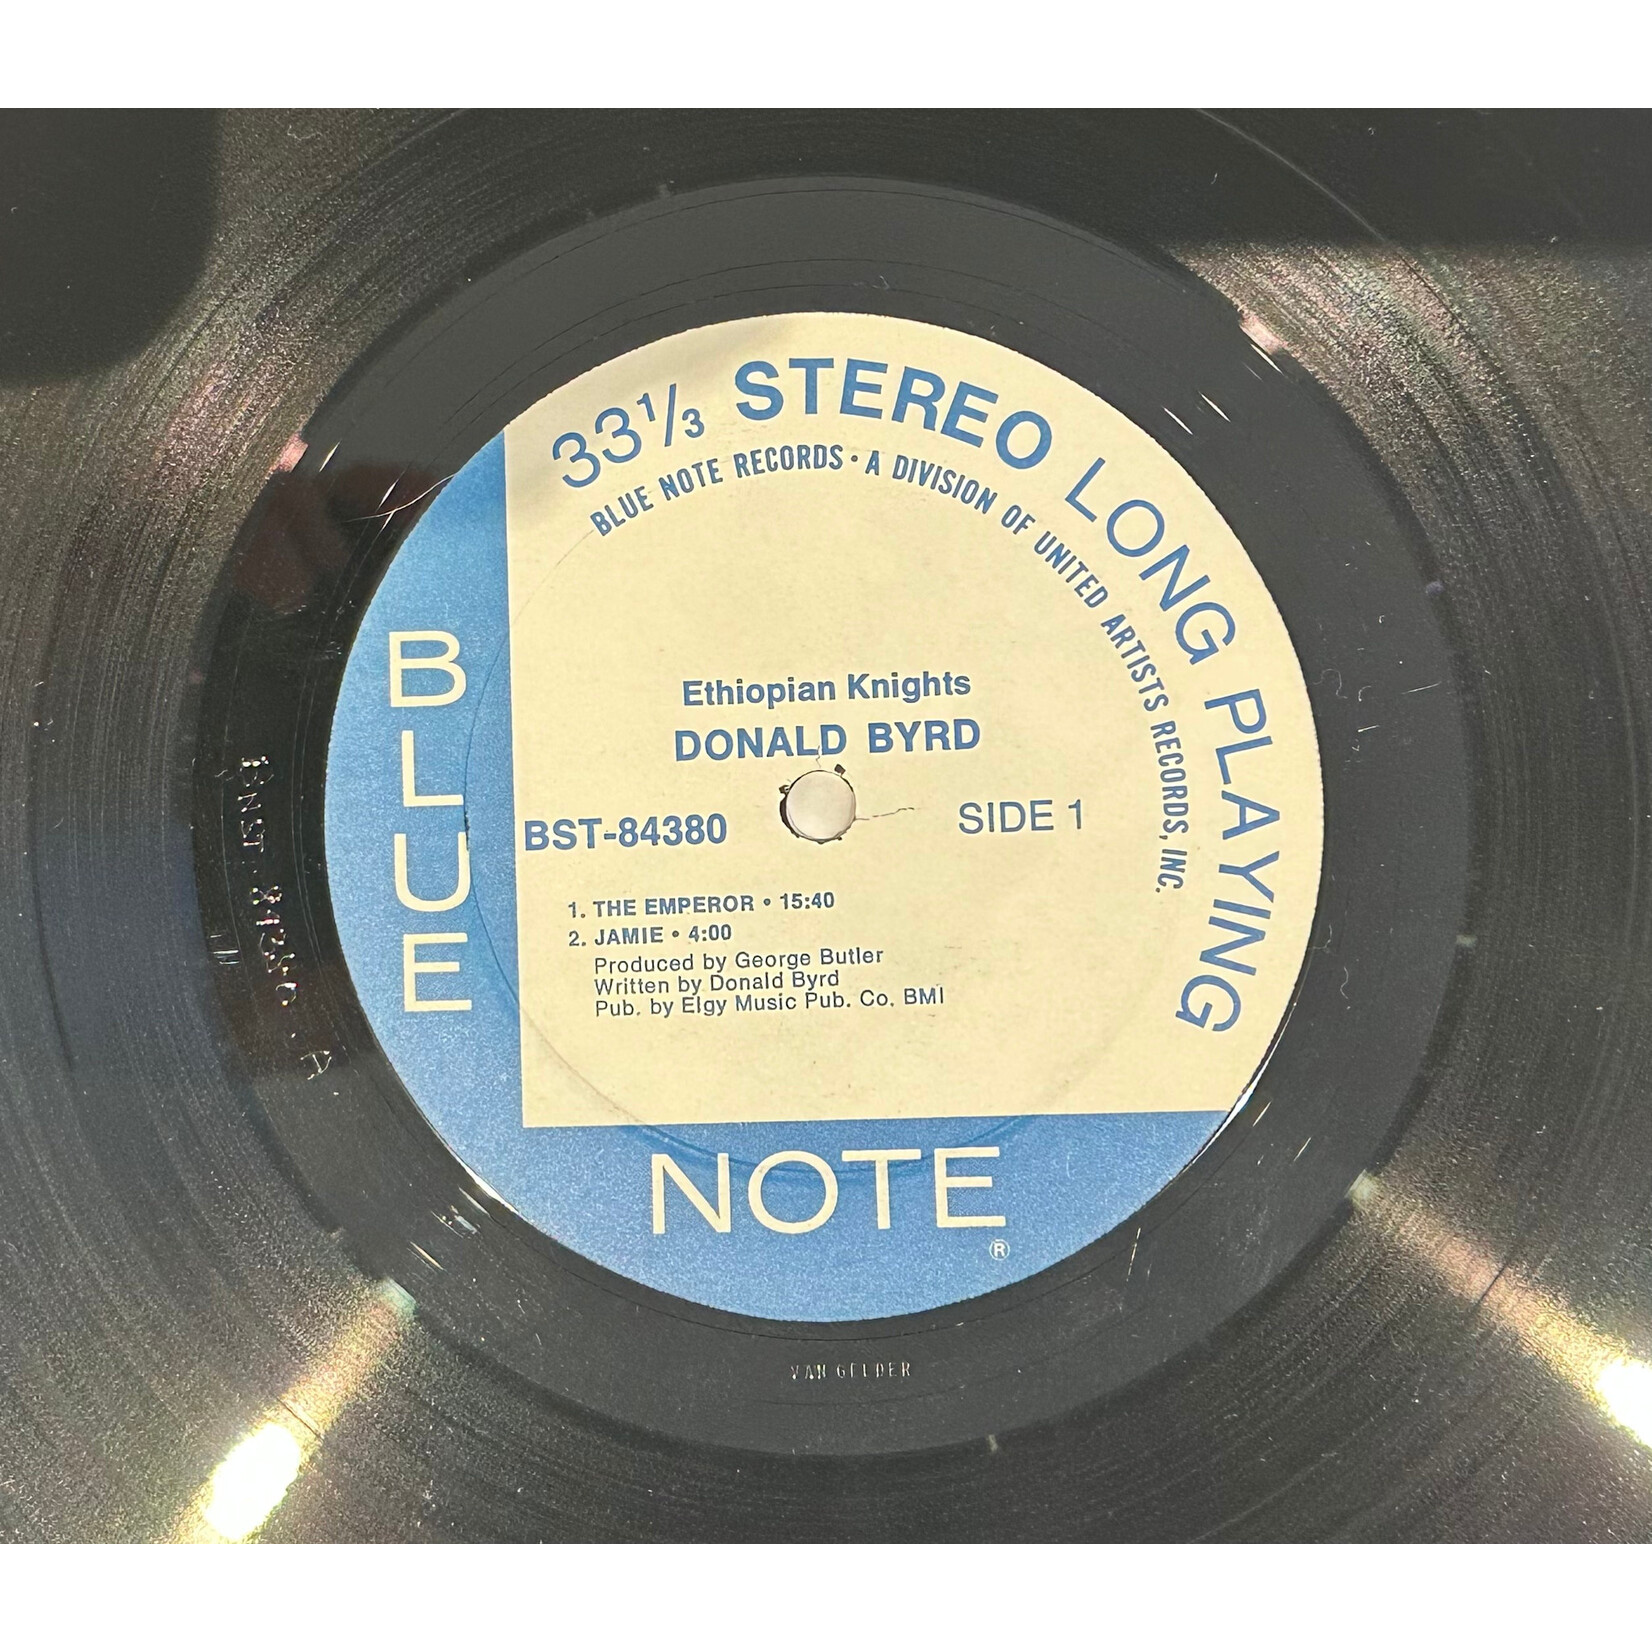 33⅓ STEREO LONG PLAYING
BLUE NOTE RECORDS • A DIVISION OF UNITED ARTISTS RECORDS, INC.
Ethiopian Knights
DONALD BYRD
BST-84380
SIDE 1
1. THE EMPEROR • 15:40
2. JAMIE • 4:00
Produced by George Butler
Written by Donald Byrd
Pub. by Elgy Music Pub. Co. BMI
BLUE
NOTE
®
VAN GELDER
A